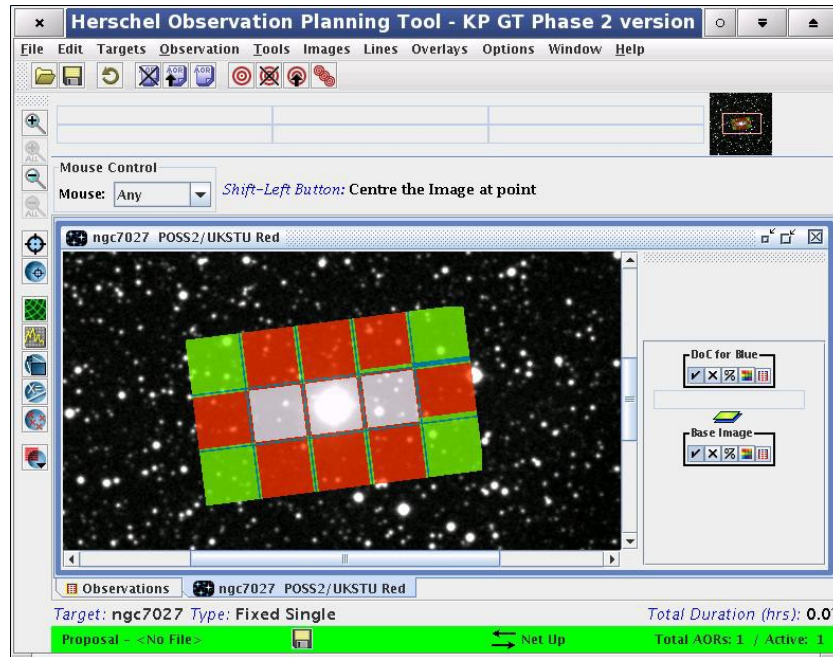 Herschel Observation Planning Tool - KP GT Phase 2 version
File Edit Targets Observation Tools Images Lines Overlays Options Window Help
Mouse Control
Mouse: Any Shift-Left Button: Centre the Image at point
ngc7027 POSS2/UKSTU Red
DoC for Blue
Base Image
Observations ngc7027 POSS2/UKSTU Red
Target: ngc7027 Type: Fixed Single Total Duration (hrs): 0.0
Proposal - <No File> Net Up Total AORs: 1 / Active: 1